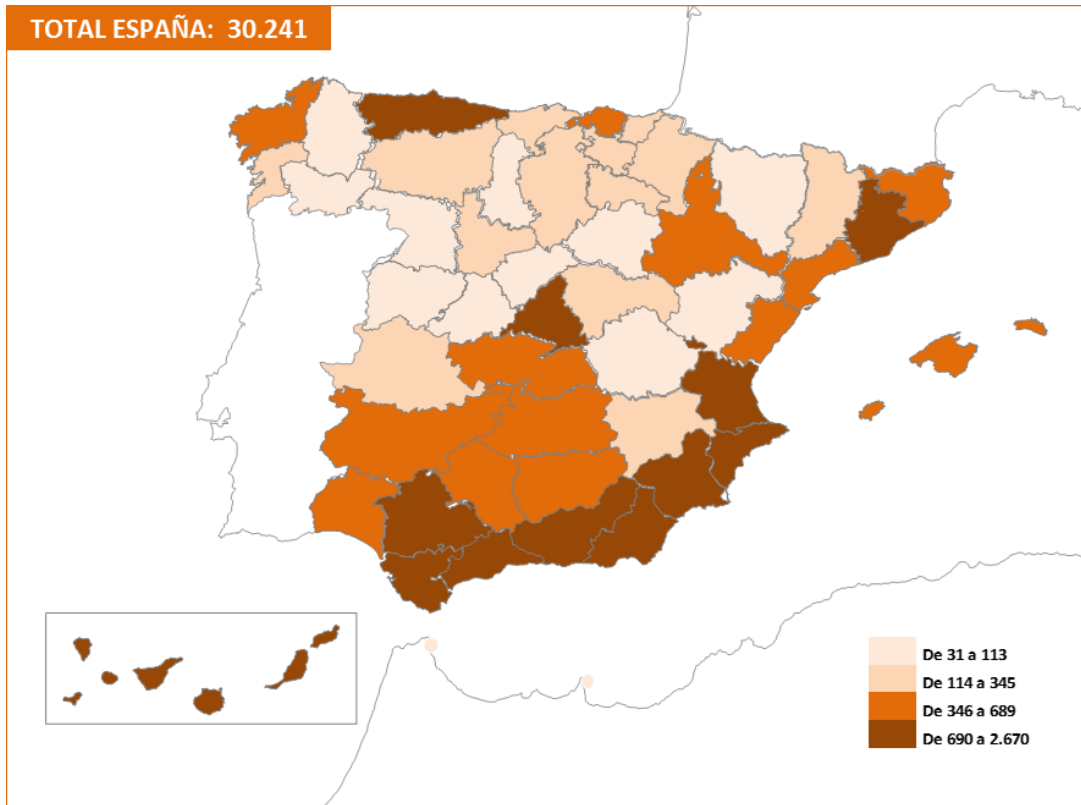 TOTAL ESPAÑA: 30.241
De 31 a 113
De 114 a 345
De 346 a 689
De 690 a 2.670